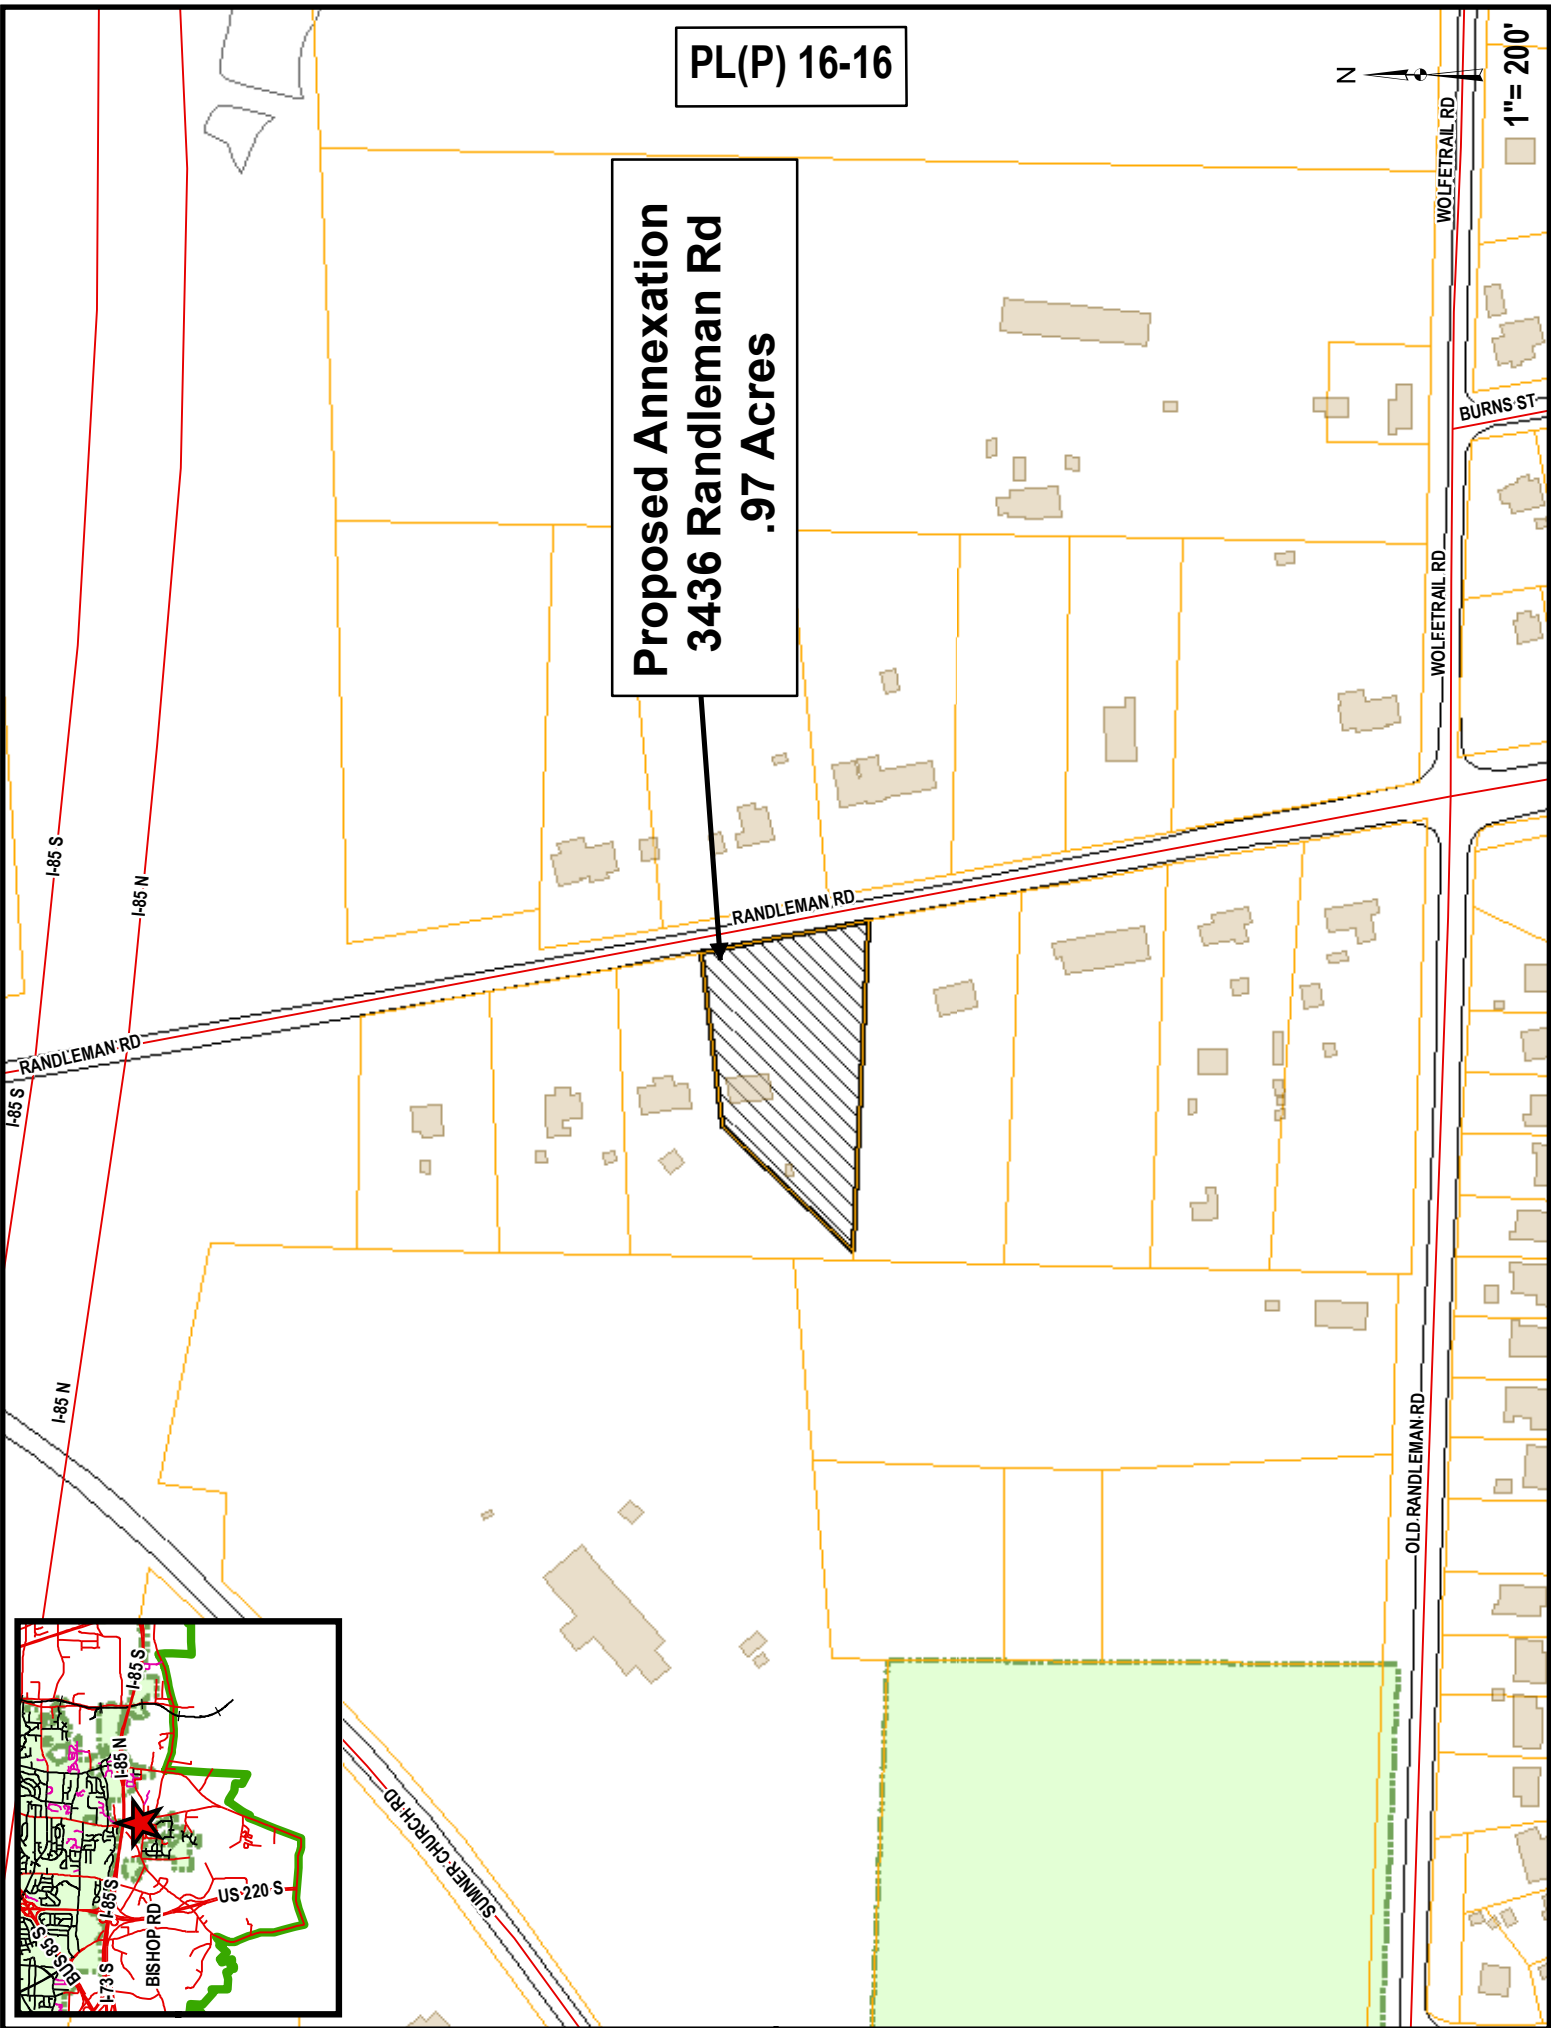 PL(P) 16-16
N
1"= 200'
Proposed Annexation
3436 Randleman Rd
.97 Acres
WOLFETRAIL RD
WOLFETRAIL RD
BURNS ST
I-85 S
I-85 N
RANDLEMAN RD
RANDLEMAN RD
I-85 S
I-85 N
OLD RANDLEMAN RD
SUMNER CHURCH RD
I-85 S
I-85 N
I-85 S
US 220 S
BISHOP RD
BUS 85 S
I-73 S